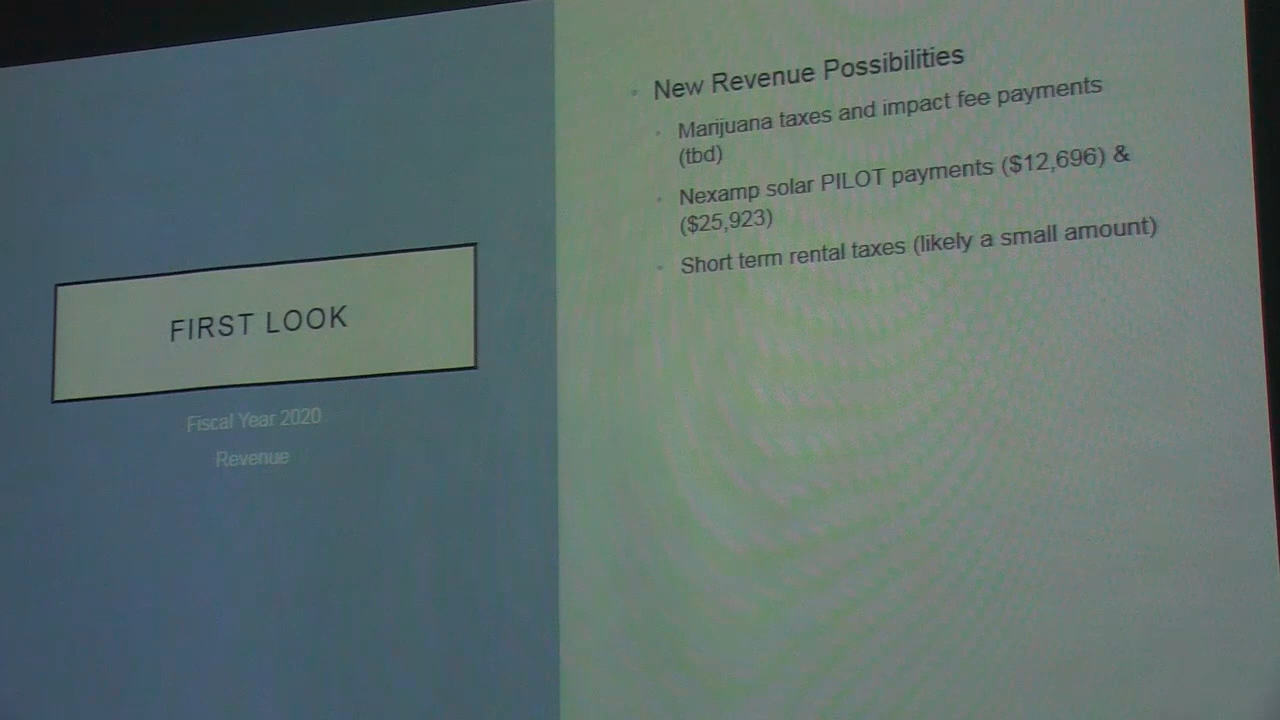 FIRST LOOK
Fiscal Year 2020
Revenue
New Revenue Possibilities
Marijuana taxes and impact fee payments
(tbd)
Nexamp solar PILOT payments ($12,696) &
($25,923)
Short term rental taxes (likely a small amount)